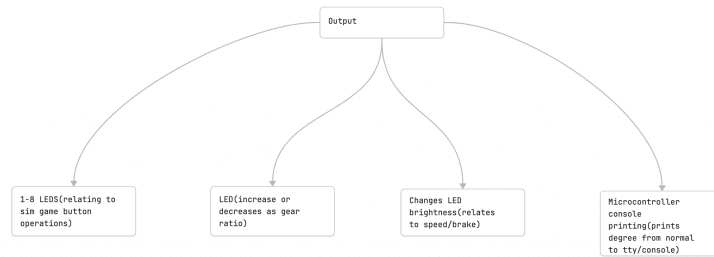 Output
1-8 LEDS(relating to
sim game button
operations)
LED(increase or
decreases as gear
ratio)
Changes LED
brightness(relates
to speed/brake)
Microcontroller
console
printing(prints
degree from normal
to tty/console)